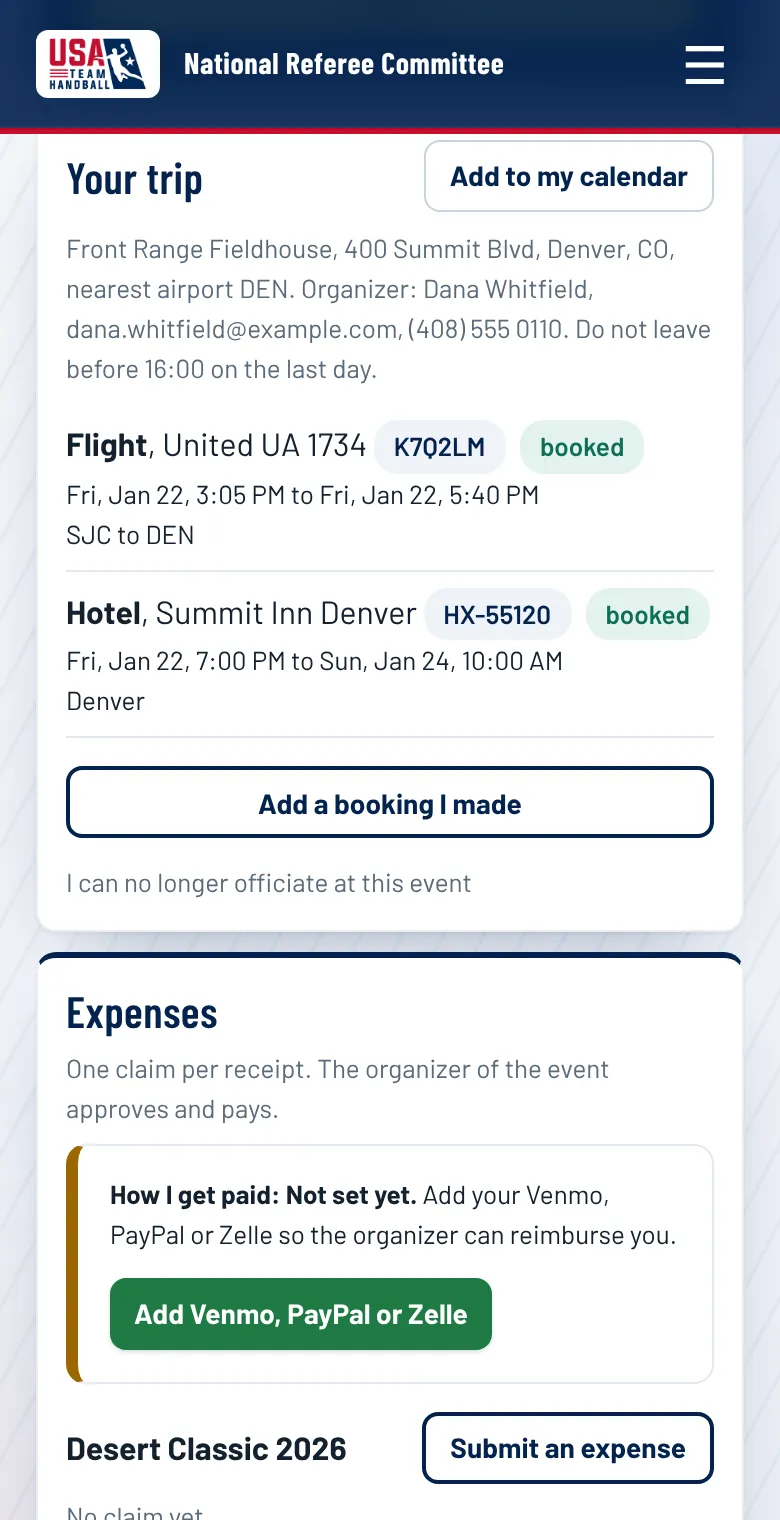 USA
TEAM
HANDBALL
National Referee Committee
Your trip
Add to my calendar
Front Range Fieldhouse, 400 Summit Blvd, Denver, CO,
nearest airport DEN. Organizer: Dana Whitfield,
dana.whitfield@example.com, (408) 555 0110. Do not leave
before 16:00 on the last day.
Flight, United UA 1734 K7Q2LM booked
Fri, Jan 22, 3:05 PM to Fri, Jan 22, 5:40 PM
SJC to DEN
Hotel, Summit Inn Denver HX-55120 booked
Fri, Jan 22, 7:00 PM to Sun, Jan 24, 10:00 AM
Denver
Add a booking I made
I can no longer officiate at this event
Expenses
One claim per receipt. The organizer of the event
approves and pays.
How I get paid: Not set yet. Add your Venmo,
PayPal or Zelle so the organizer can reimburse you.
Add Venmo, PayPal or Zelle
Desert Classic 2026
Submit an expense
No claim yet